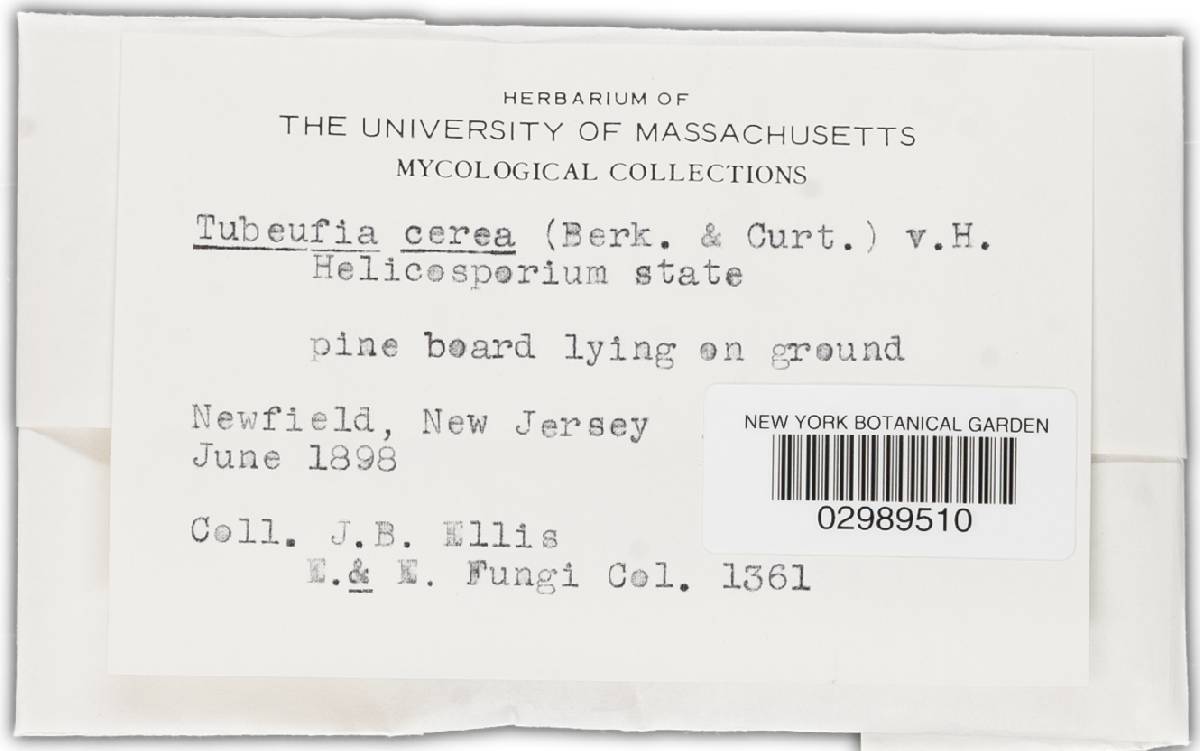 HERBARIUM OF
THE UNIVERSITY OF MASSACHUSETTS
MYCOLOGICAL COLLECTIONS
Tubeufia cerea (Berk. & Curt.) v.H.
Helicosporium state
pine board lying on ground
Newfield, New Jersey
June 1898
Coll. J.B. Ellis
E.& E. Fungi Col. 1361
NEW YORK BOTANICAL GARDEN
02989510